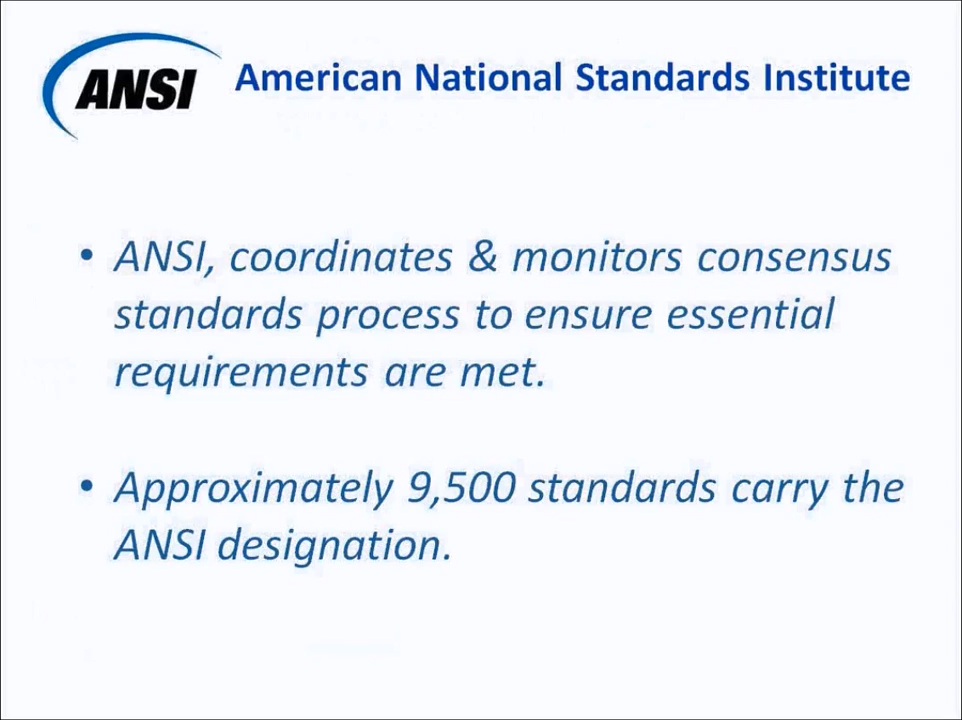 ANSI American National Standards Institute
• ANSI, coordinates & monitors consensus
standards process to ensure essential
requirements are met.
• Approximately 9,500 standards carry the
ANSI designation.